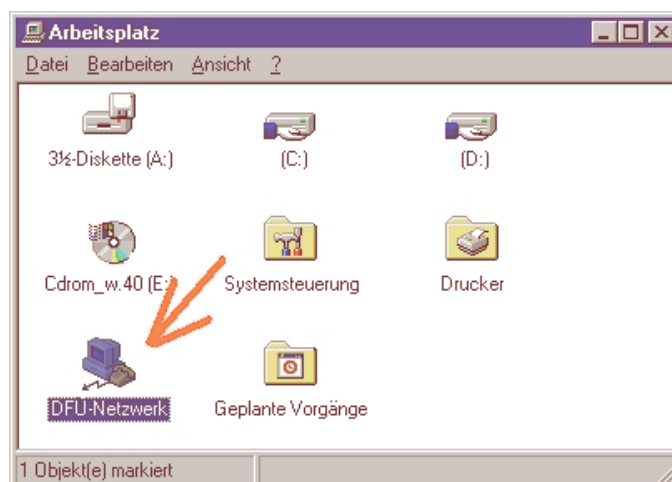 Arbeitsplatz
Datei Bearbeiten Ansicht ?
3½-Diskette (A:) (C:) (D:)
Cdrom_w.40 (E:) Systemsteuerung Drucker
DFÜ-Netzwerk Geplante Vorgänge
1 Objekt(e) markiert